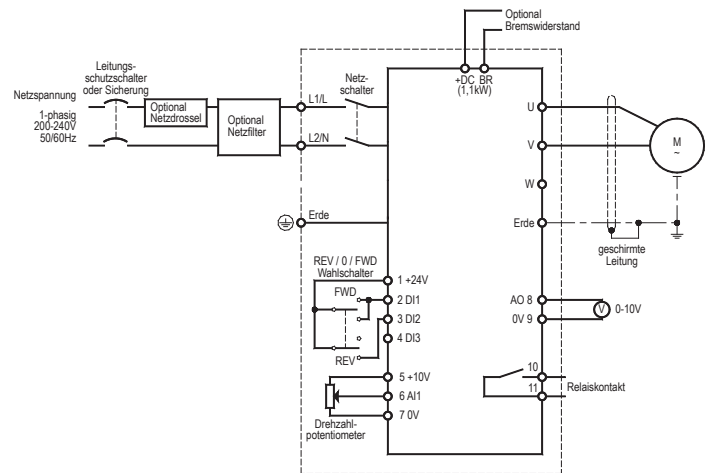 Optional
Bremswiderstand
Leitungs-
schutzschalter
oder Sicherung
Netz-
schalter
+DC BR
(1,1kW)
Netzspannung
1-phasig
200-240V
50/60Hz
Optional
Netzdrossel
Optional
Netzfilter
L1/L
L2/N
U
V
W
M
~
Erde
Erde
geschirmte
Leitung
REV / 0 / FWD
Wahlschalter
FWD
REV
1 +24V
2 DI1
3 DI2
4 DI3
5 +10V
6 AI1
7 0V
Drehzahl-
potentiometer
AO 8
0V 9
V
0-10V
10
11
Relaiskontakt